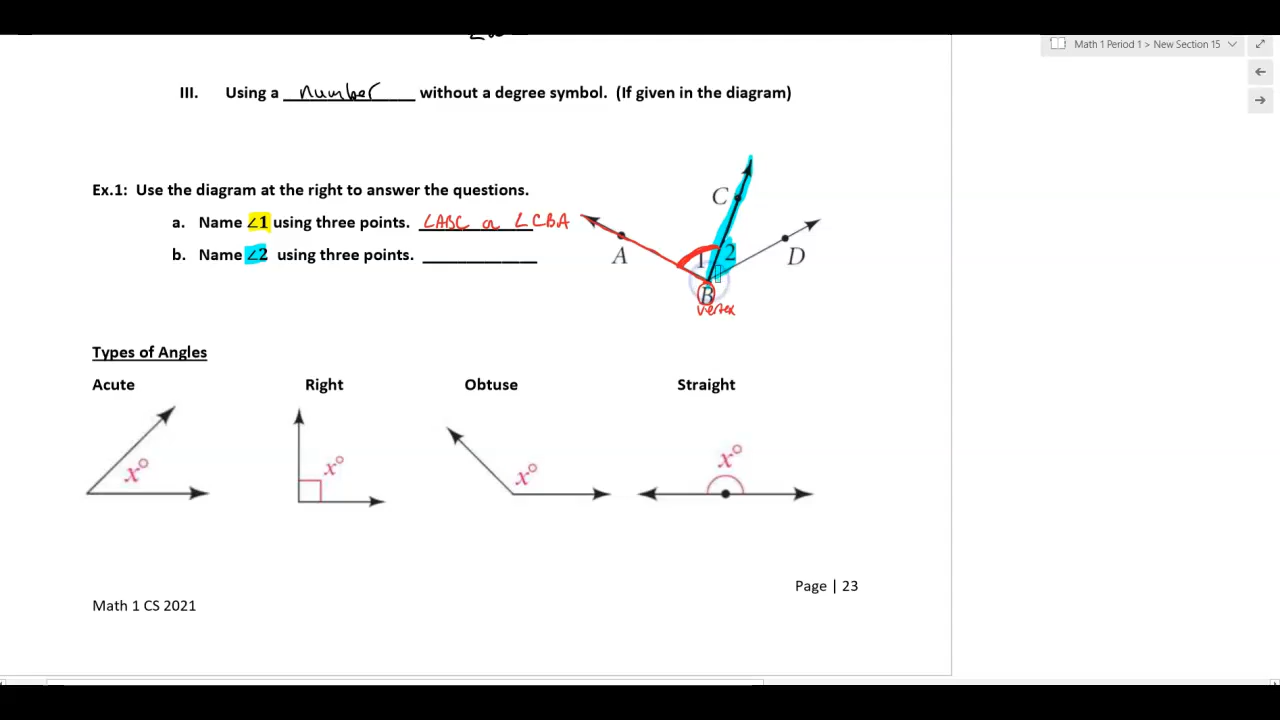 Math 1 Period 1 > New Section 15
III. Using a number without a degree symbol. (If given in the diagram)
Ex.1: Use the diagram at the right to answer the questions.
a. Name ∠1 using three points. ∠ABC or ∠CBA
b. Name ∠2 using three points. ____________
C
A
1
2
D
B
vertex
Types of Angles
Acute Right Obtuse Straight
x° x° x° x°
Page | 23
Math 1 CS 2021